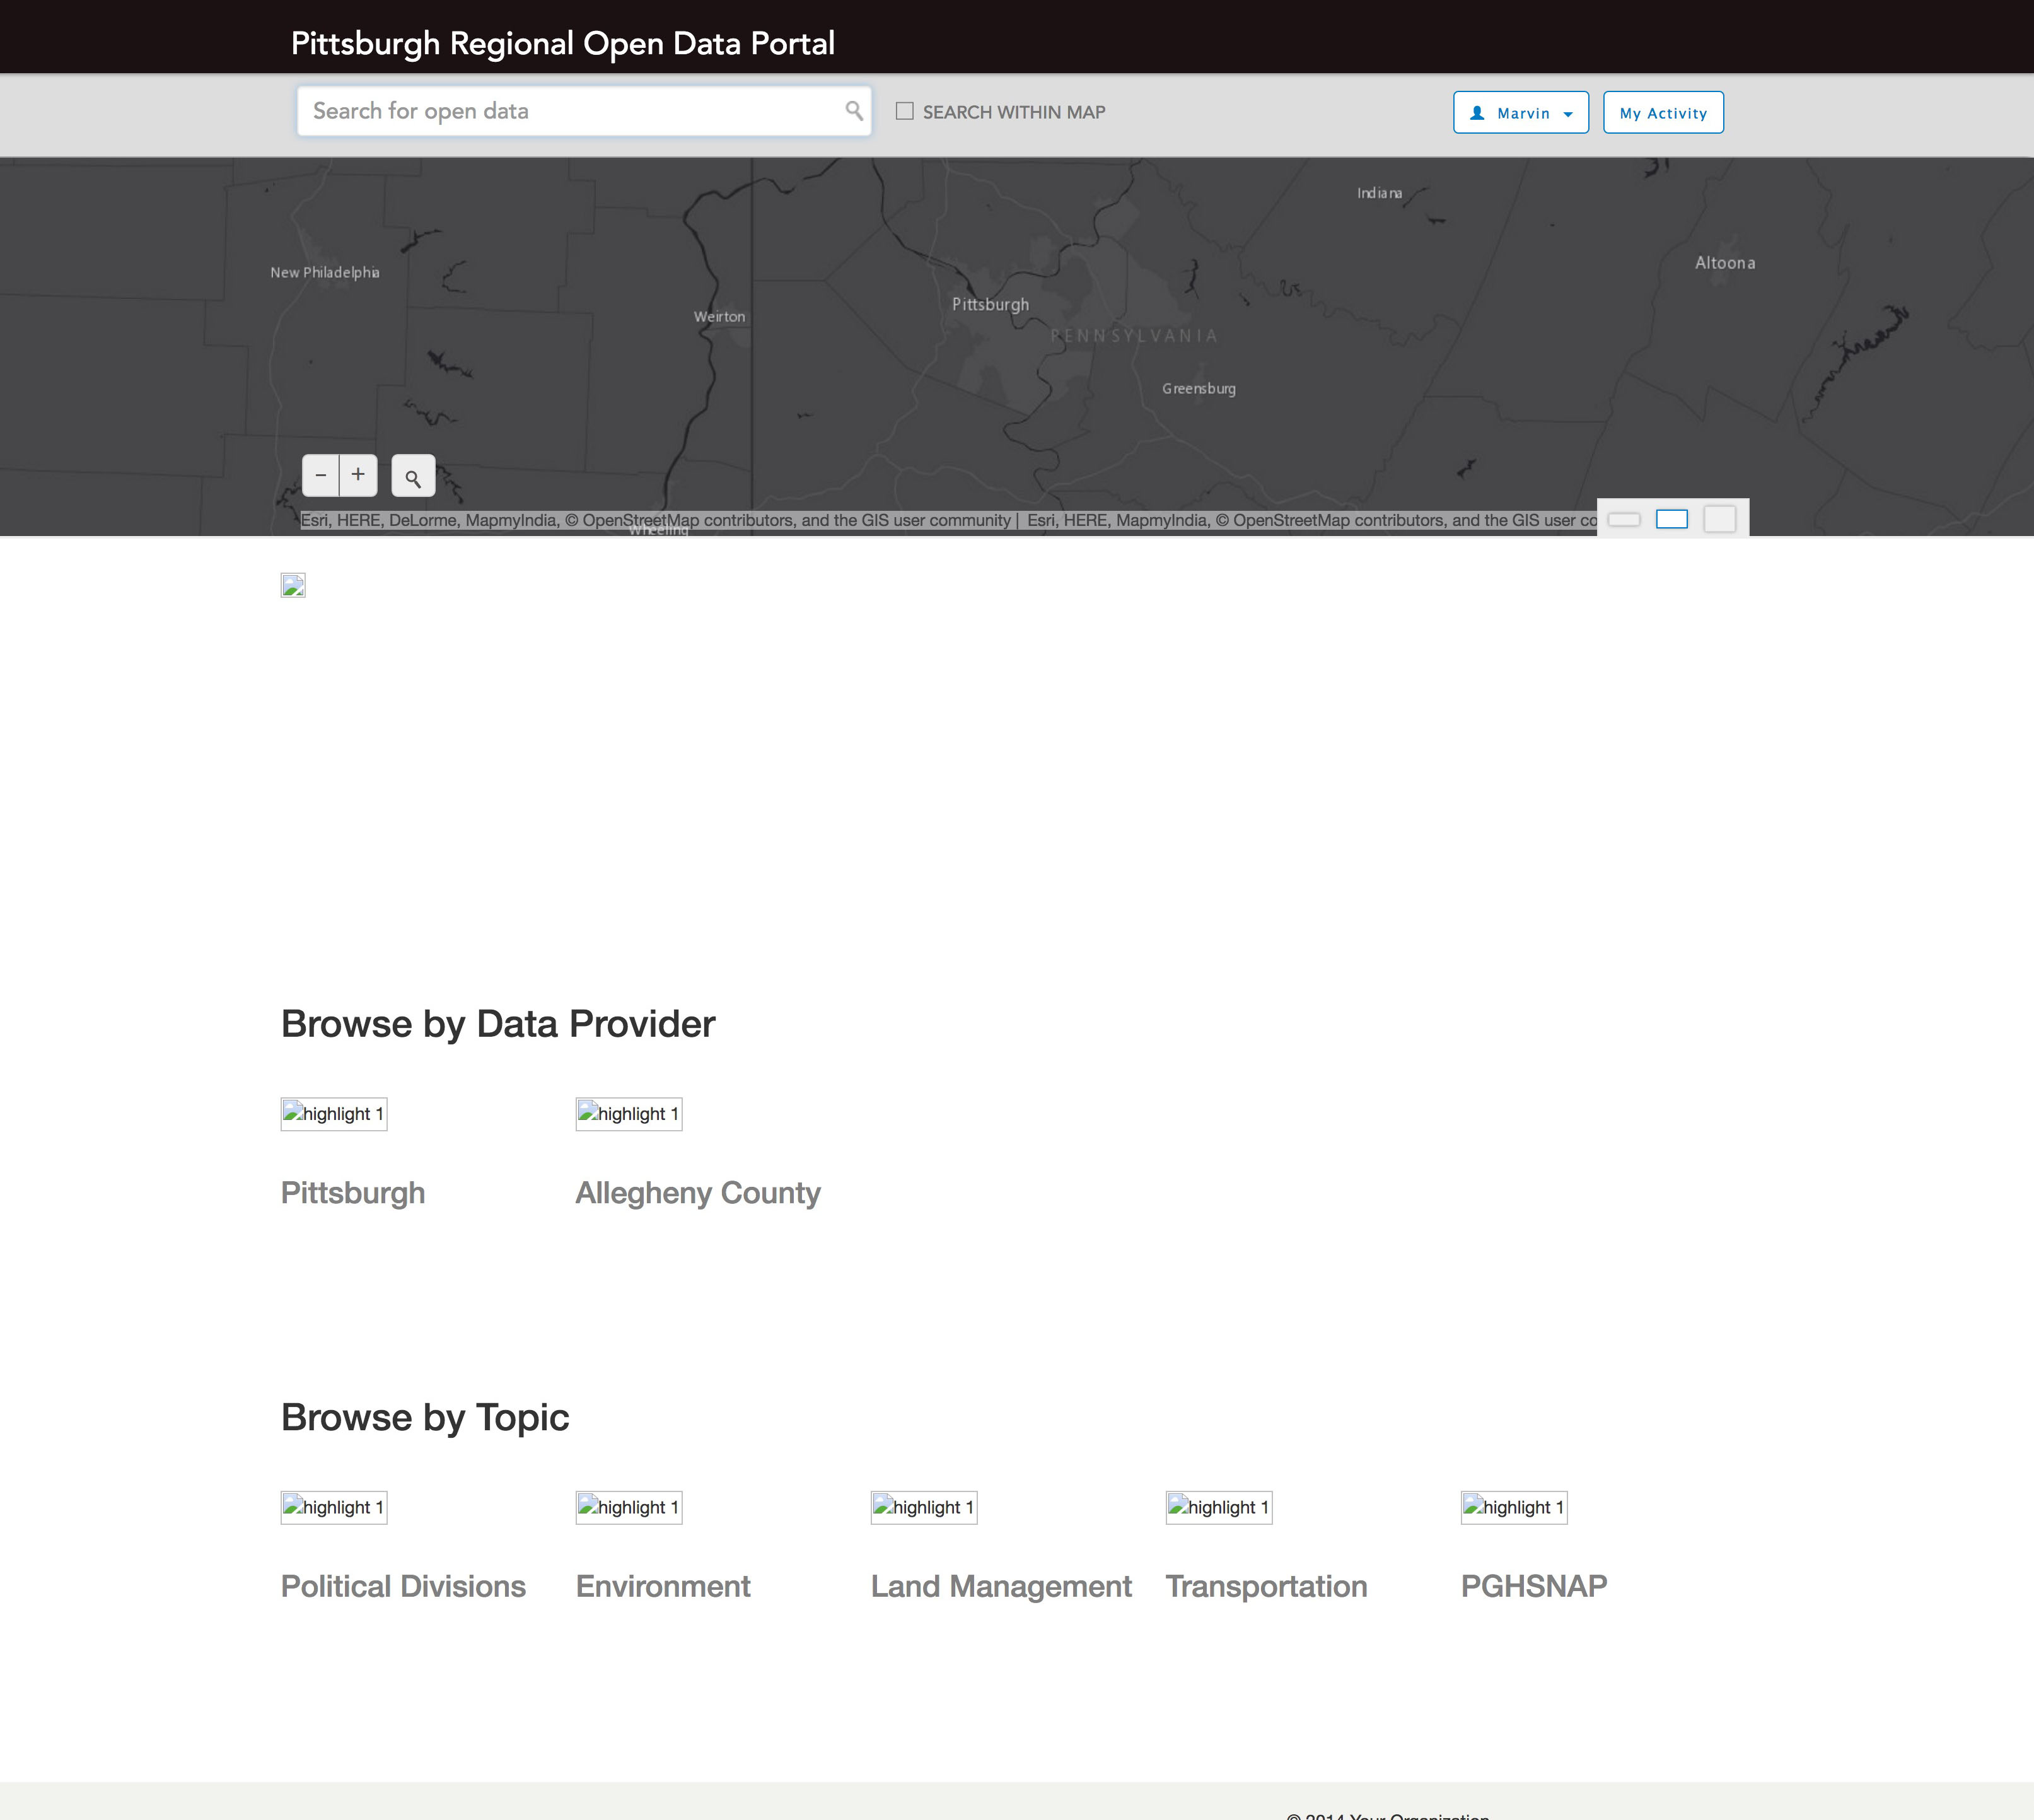 Pittsburgh Regional Open Data Portal
Search for open data
SEARCH WITHIN MAP
Marvin
My Activity
Indiana
New Philadelphia
Altoona
Weirton
Pittsburgh
PENNSYLVANIA
Greensburg
− +
Esri, HERE, DeLorme, MapmyIndia, © OpenStreetMap contributors, and the GIS user community | Esri, HERE, MapmyIndia, © OpenStreetMap contributors, and the GIS user co
Wheeling
Browse by Data Provider
highlight 1
highlight 1
Pittsburgh
Allegheny County
Browse by Topic
highlight 1
highlight 1
highlight 1
highlight 1
highlight 1
Political Divisions
Environment
Land Management
Transportation
PGHSNAP
© 2014 Your Organization